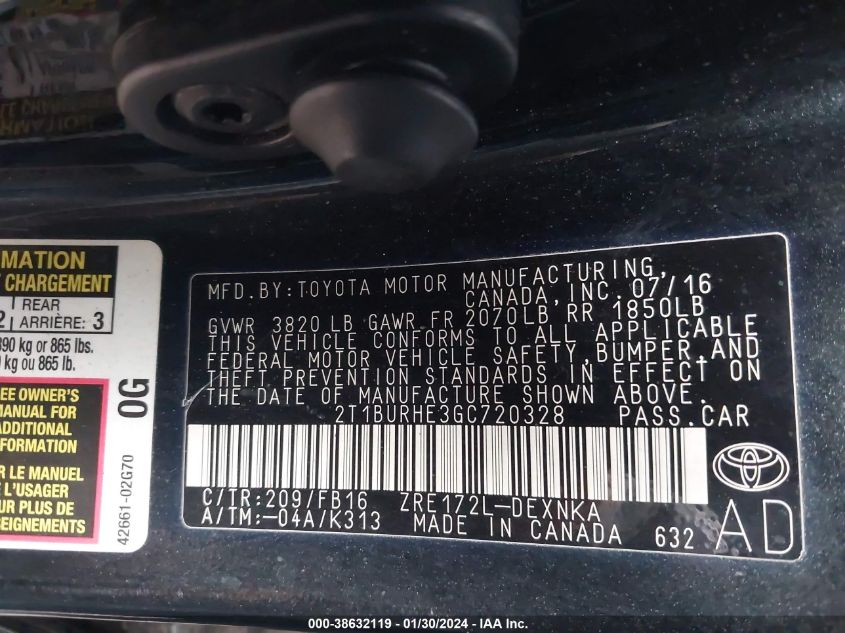 MATION
CHARGEMENT
2 REAR
ARRIÈRE: 3
390 kg or 865 lbs.
kg ou 865 lb.
EE OWNER'S
MANUAL FOR
ADDITIONAL
FORMATION
R LE MANUEL
L'USAGER
UR PLUS DE
SEIGNEMENTS
0G
42661-02G70
MFD.BY:TOYOTA MOTOR MANUFACTURING,
CANADA,INC. 07/16
GVWR 3820 LB GAWR FR 2070LB,RR 1850LB
THIS VEHICLE CONFORMS TO ALL APPLICABLE
FEDERAL MOTOR VEHICLE SAFETY,BUMPER,AND
THEFT PREVENTION STANDARDS IN EFFECT ON
THE DATE OF MANUFACTURE SHOWN ABOVE.
2T1BURHE3GC720328 PASS.CAR
C/TR:209/FB16 ZRE172L-DEXNKA
A/TM:-04A/K313 MADE IN CANADA 632
AD
000-38632119 - 01/30/2024 - IAA Inc.